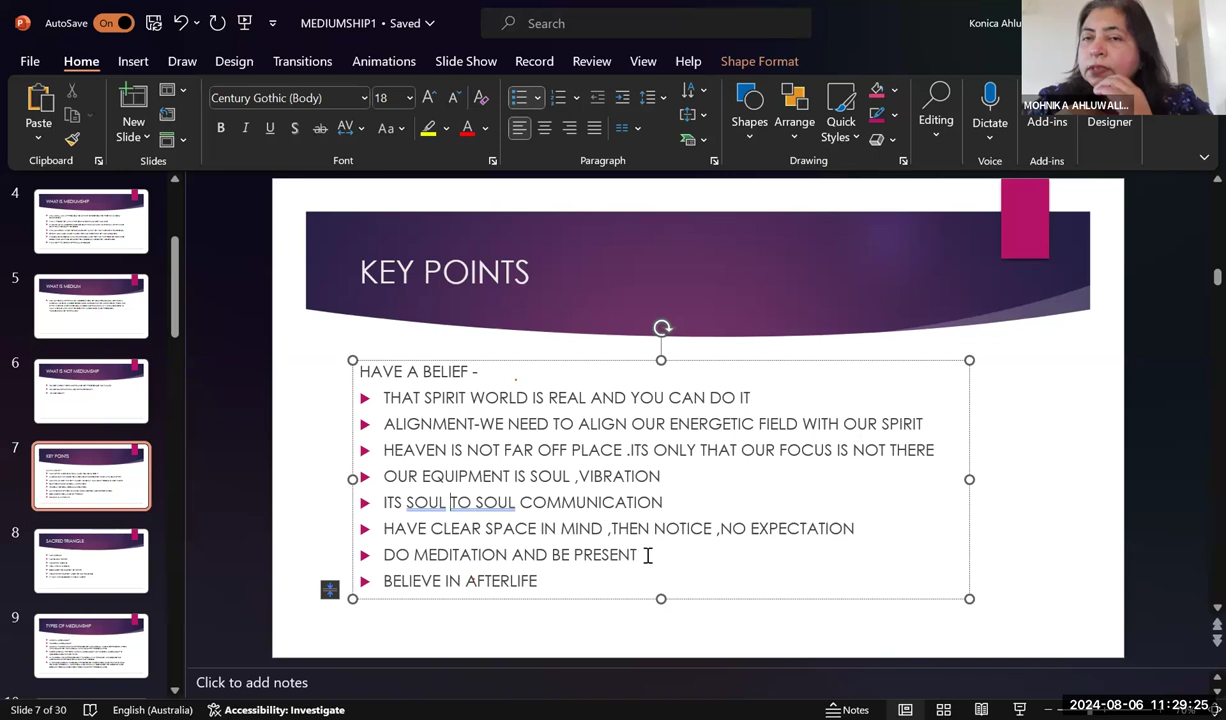 AutoSave On MEDIUMSHIP1 • Saved Search Konica Ahlu
File Home Insert Draw Design Transitions Animations Slide Show Record Review View Help Shape Format
MOHNIKA AHLUWALI...
Century Gothic (Body) 18
Paste New Slide Shapes Arrange Quick Styles Editing Dictate Add-ins Designer
Clipboard Slides Font Paragraph Drawing Voice Add-ins
4
WHAT IS MEDIUMSHIP
5
WHAT IS MEDIUM
6
WHAT IS NOT MEDIUMSHIP
7
KEY POINTS
8
SACRED TRIANGLE
9
TYPES OF MEDIUMSHIP
KEY POINTS
HAVE A BELIEF -
THAT SPIRIT WORLD IS REAL AND YOU CAN DO IT
ALIGNMENT-WE NEED TO ALIGN OUR ENERGETIC FIELD WITH OUR SPIRIT
HEAVEN IS NOT FAR OFF PLACE .ITS ONLY THAT OUR FOCUS IS NOT THERE
OUR EQUIPMENT IS SOUL ,VIBRATION
ITS SOUL TO SOUL COMMUNICATION
HAVE CLEAR SPACE IN MIND ,THEN NOTICE ,NO EXPECTATION
DO MEDITATION AND BE PRESENT
BELIEVE IN AFTERLIFE
Click to add notes
Slide 7 of 30 English (Australia) Accessibility: Investigate Notes
2024-08-06 11:29:25